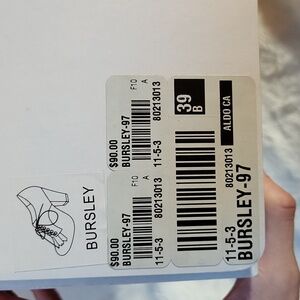 BURSLEY
$90.00
F10
A
BURSLEY-97
11-5-3
80213013
$90.00
F10
A
BURSLEY-97
11-5-3
80213013
39
B
ALDO CA
80213013
11-5-3
BURSLEY-97